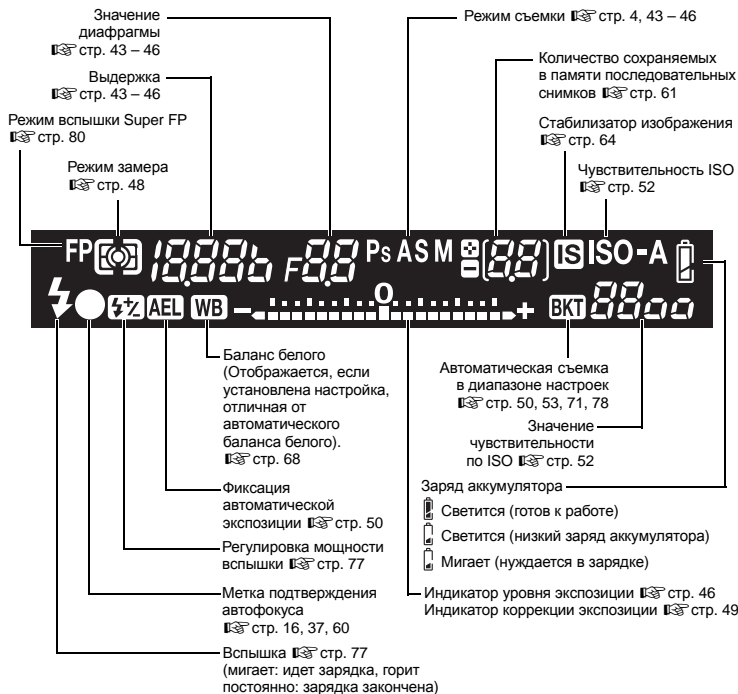 Значение
диафрагмы
стр. 43 – 46
Выдержка
стр. 43 – 46
Режим вспышки Super FP
стр. 80
Режим замера
стр. 48
Режим съемки стр. 4, 43 – 46
Количество сохраняемых
в памяти последовательных
снимков стр. 61
Стабилизатор изображения
стр. 64
Чувствительность ISO
стр. 52
FP 18888 F8.8 Ps A S M [88] IS ISO-A
AEL WB – 0 + BKT 88oo
Баланс белого
(Отображается, если
установлена настройка,
отличная от
автоматического
баланса белого).
стр. 68
Фиксация
автоматической
экспозиции стр. 50
Регулировка мощности
вспышки стр. 77
Метка подтверждения
автофокуса
стр. 16, 37, 60
Вспышка стр. 77
(мигает: идет зарядка, горит
постоянно: зарядка закончена)
Автоматическая съемка
в диапазоне настроек
стр. 50, 53, 71, 78
Значение
чувствительности
по ISO стр. 52
Заряд аккумулятора
Светится (готов к работе)
Светится (низкий заряд аккумулятора)
Мигает (нуждается в зарядке)
Индикатор уровня экспозиции стр. 46
Индикатор коррекции экспозиции стр. 49